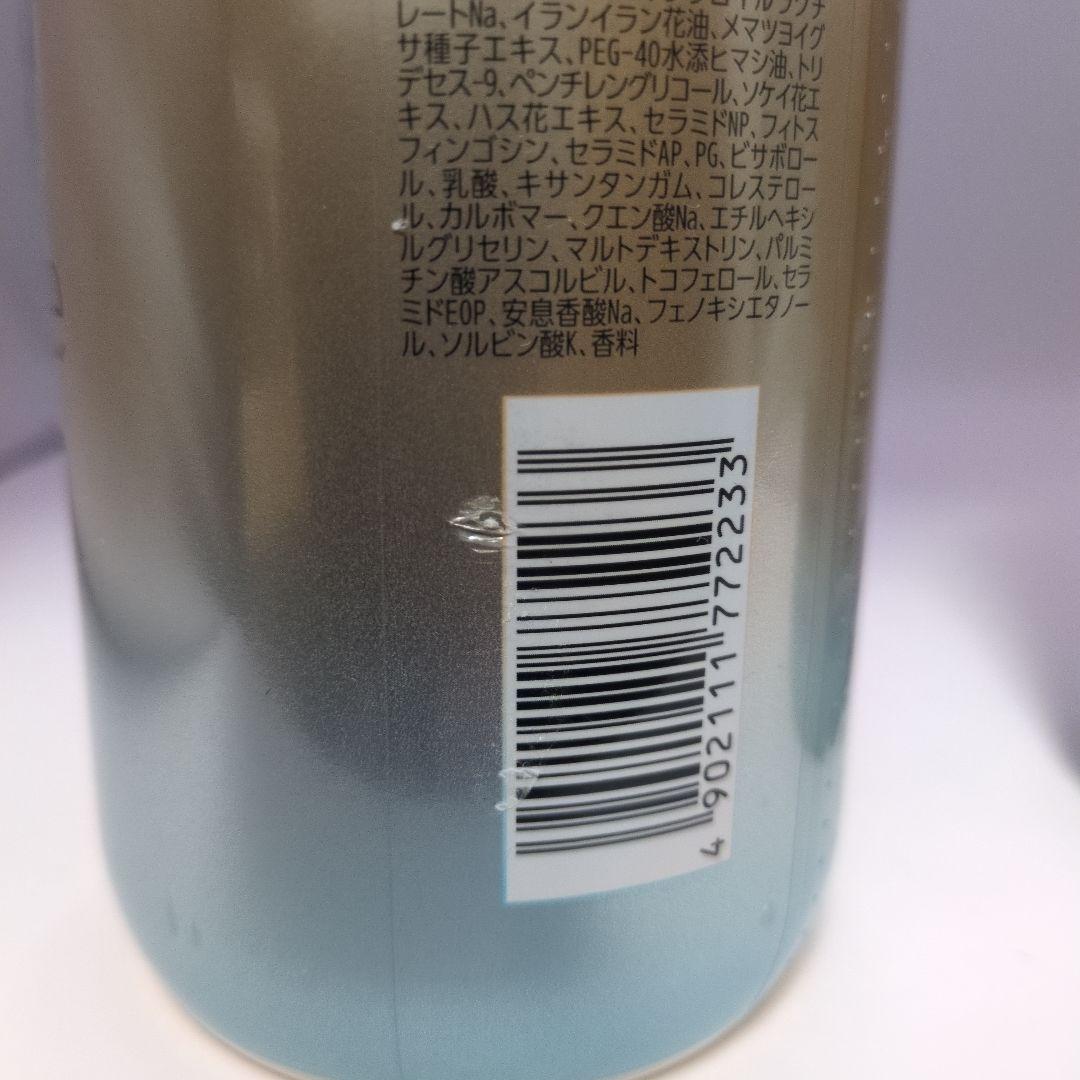 レートNa、イランイラン花油、メマツヨイグ
サ種子エキス、PEG-40水添ヒマシ油、トリ
デセス-9、ペンチレングリコール、ソケイ花エ
キス、ハス花エキス、セラミドNP、フィトス
フィンゴシン、セラミドAP、PG、ビサボロー
ル、乳酸、キサンタンガム、コレステロー
ル、カルボマー、クエン酸Na、エチルヘキシ
ルグリセリン、マルトデキストリン、パルミ
チン酸アスコルビル、トコフェロール、セラ
ミドEOP、安息香酸Na、フェノキシエタノー
ル、ソルビン酸K、香料
4 902111 772233